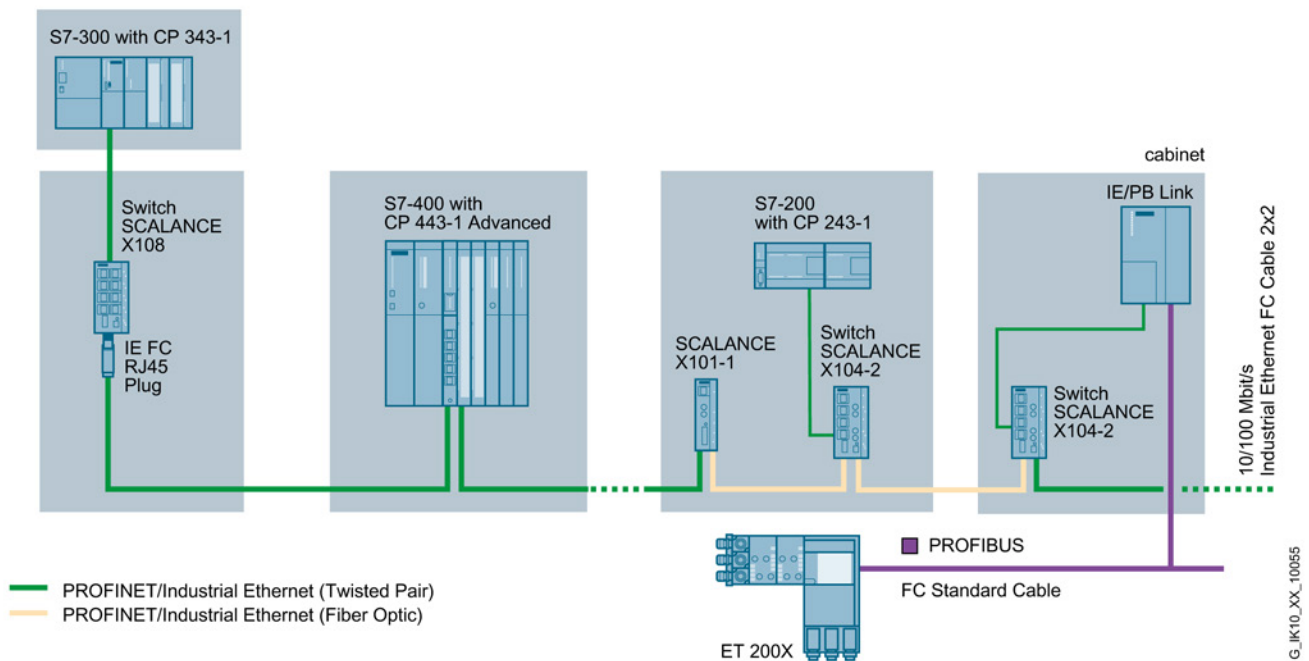 S7-300 with CP 343-1
Switch
SCALANCE
X108
IE FC
RJ45
Plug
S7-400 with
CP 443-1 Advanced
S7-200
with CP 243-1
SCALANCE
X101-1
Switch
SCALANCE
X104-2
cabinet
IE/PB Link
Switch
SCALANCE
X104-2
10/100 Mbit/s
Industrial Ethernet FC Cable 2x2
PROFIBUS
FC Standard Cable
ET 200X
PROFINET/Industrial Ethernet (Twisted Pair)
PROFINET/Industrial Ethernet (Fiber Optic)
G_IK10_XX_10055